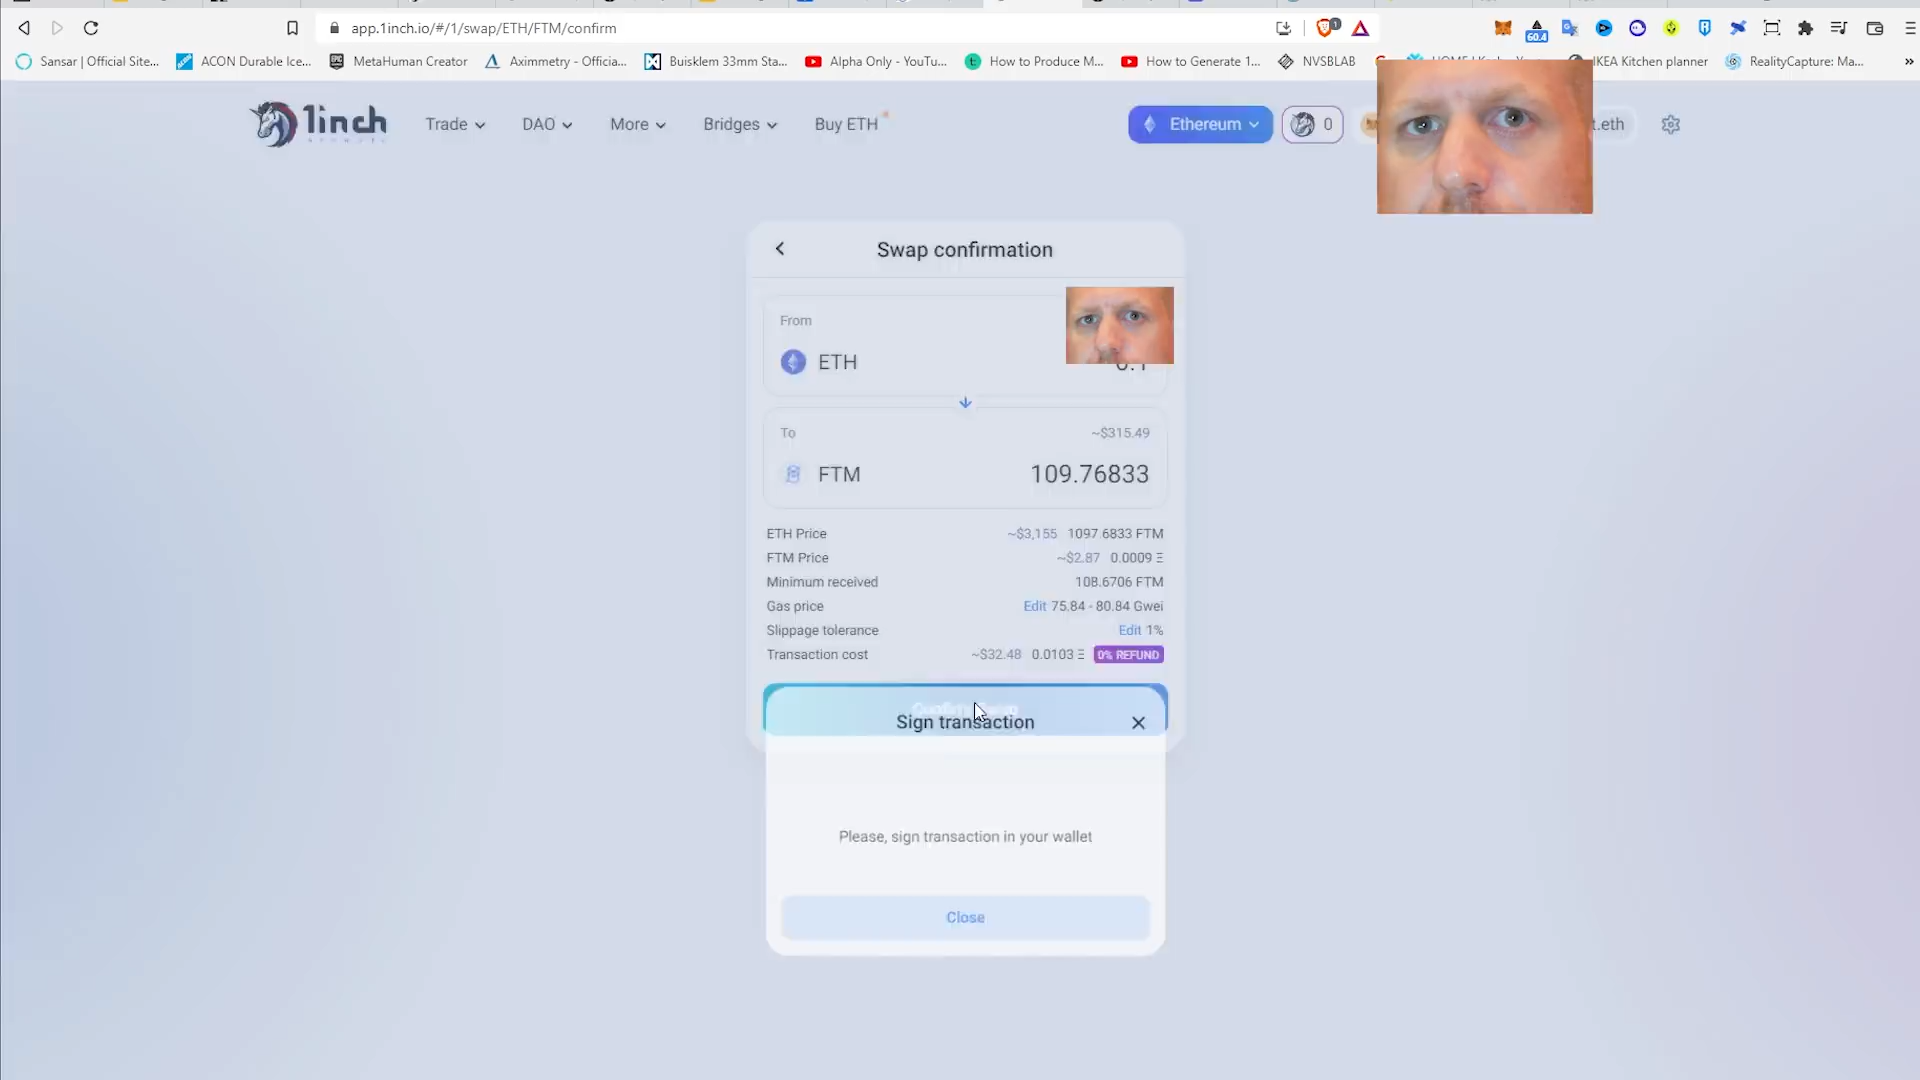 app.1inch.io/#/1/swap/ETH/FTM/confirm
1
60.4
Sansar | Official Site...
ACON Durable Ice...
MetaHuman Creator
Aximmetry - Officia...
Buisklem 33mm Sta...
Alpha Only - YouTu...
How to Produce M...
How to Generate 1...
NVSBLAB
IKEA Kitchen planner
RealityCapture: Ma...
»
1inch
Trade
DAO
More
Bridges
Buy ETH
Ethereum
0
t.eth
Swap confirmation
From
ETH
0.1
To
~$315.49
FTM
109.76833
ETH Price
~$3,155 1097.6833 FTM
FTM Price
~$2.87 0.0009 Ξ
Minimum received
108.6706 FTM
Gas price
Edit 75.84 - 80.84 Gwei
Slippage tolerance
Edit 1%
Transaction cost
~$32.48 0.0103 Ξ 0% REFUND
Sign transaction
Please, sign transaction in your wallet
Close